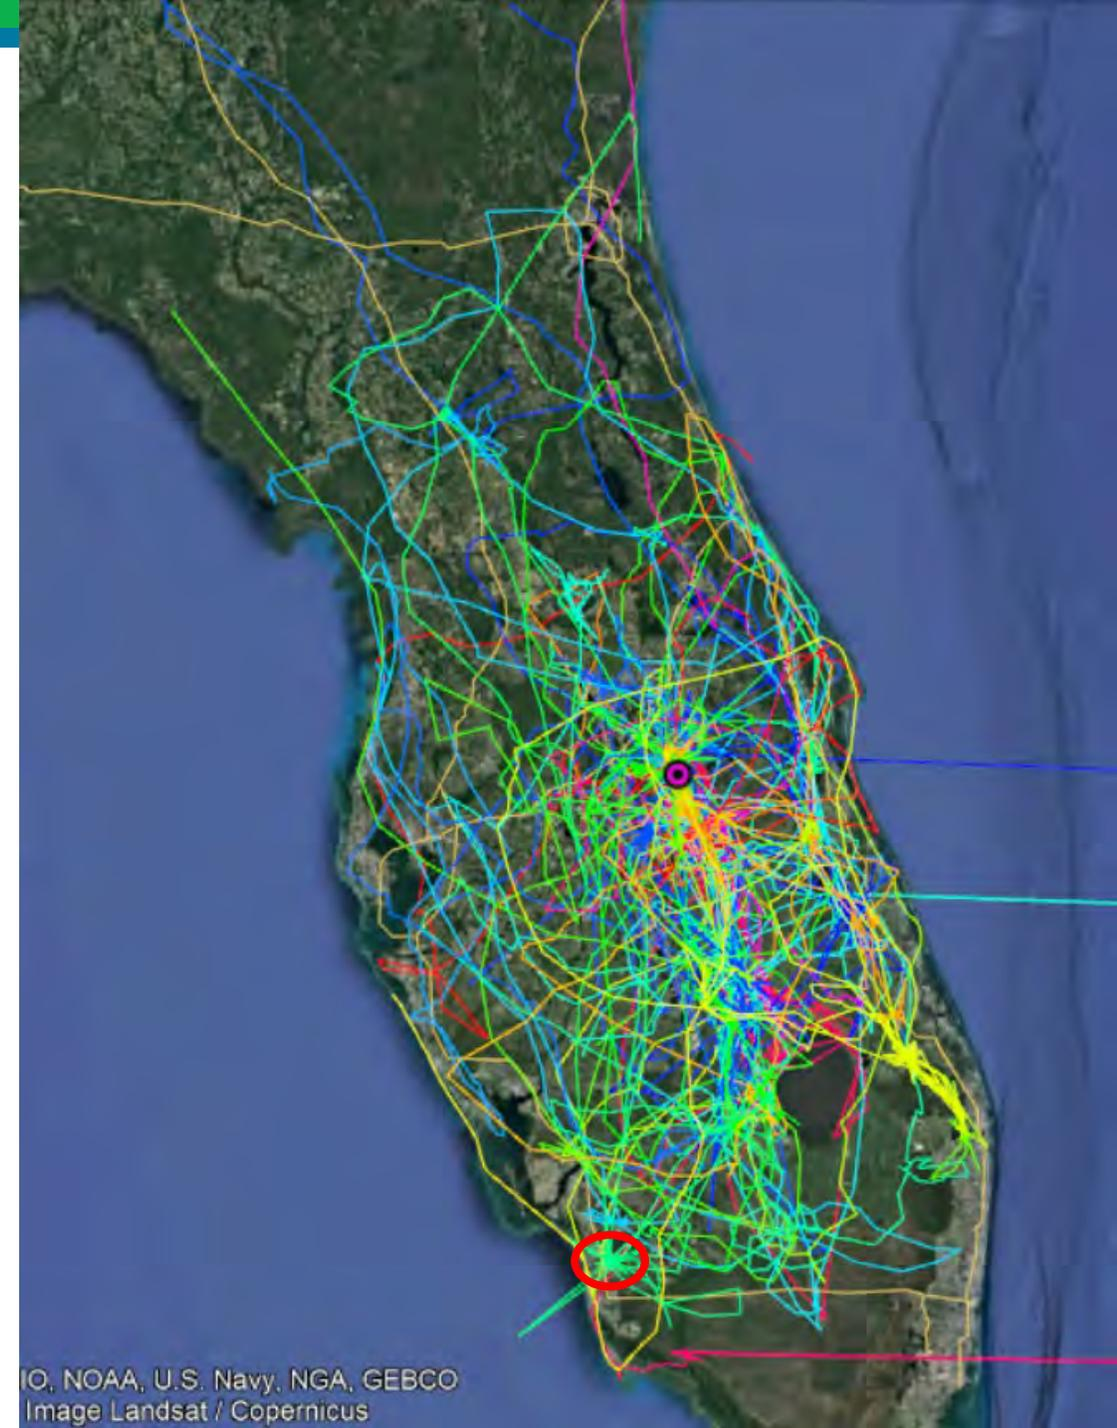 IO, NOAA, U.S. Navy, NGA, GEBCO
Image Landsat / Copernicus